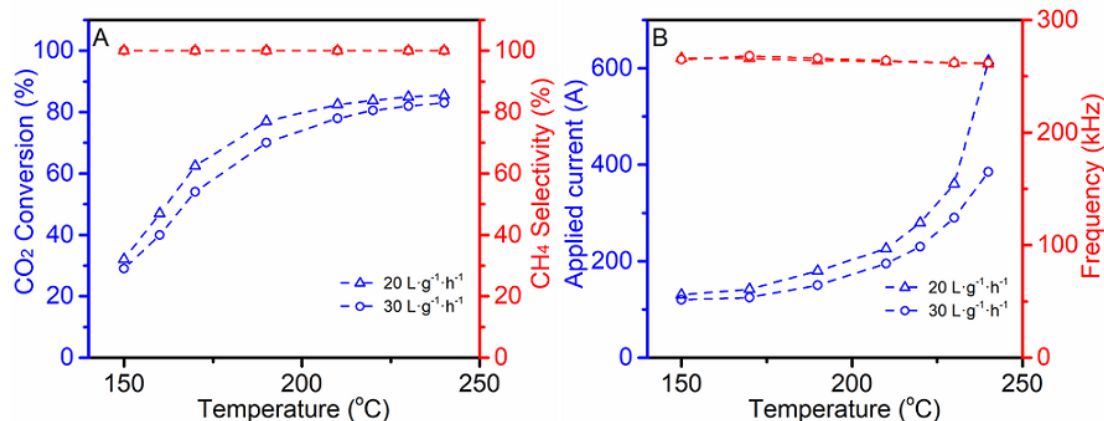 A
100
80
60
40
20
0
CO₂ Conversion (%)
100
80
60
40
20
0
CH₄ Selectivity (%)
20 L·g⁻¹·h⁻¹
30 L·g⁻¹·h⁻¹
150
200
250
Temperature (°C)
B
600
400
200
0
Applied current (A)
300
200
100
0
Frequency (kHz)
20 L·g⁻¹·h⁻¹
30 L·g⁻¹·h⁻¹
150
200
250
Temperature (°C)